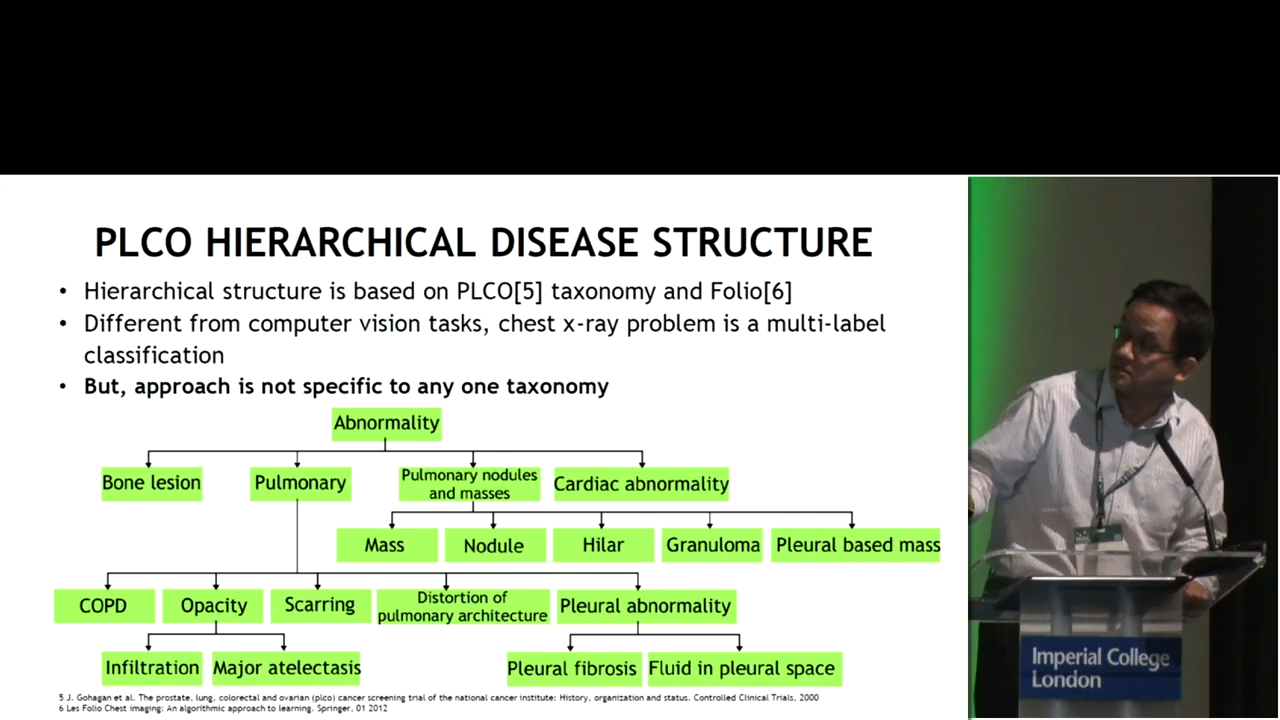 PLCO HIERARCHICAL DISEASE STRUCTURE
• Hierarchical structure is based on PLCO[5] taxonomy and Folio[6]
• Different from computer vision tasks, chest x-ray problem is a multi-label
classification
• But, approach is not specific to any one taxonomy
Abnormality
Bone lesion
Pulmonary
Pulmonary nodules
and masses
Cardiac abnormality
Mass
Nodule
Hilar
Granuloma
Pleural based mass
COPD
Opacity
Scarring
Distortion of
pulmonary architecture
Pleural abnormality
Infiltration
Major atelectasis
Pleural fibrosis
Fluid in pleural space
5 J. Gohagan et al. The prostate, lung, colorectal and ovarian (plco) cancer screening trial of the national cancer institute: History, organization and status. Controlled Clinical Trials, 2000
6 Les Folio Chest imaging: An algorithmic approach to learning. Springer, 01 2012
Imperial College
London